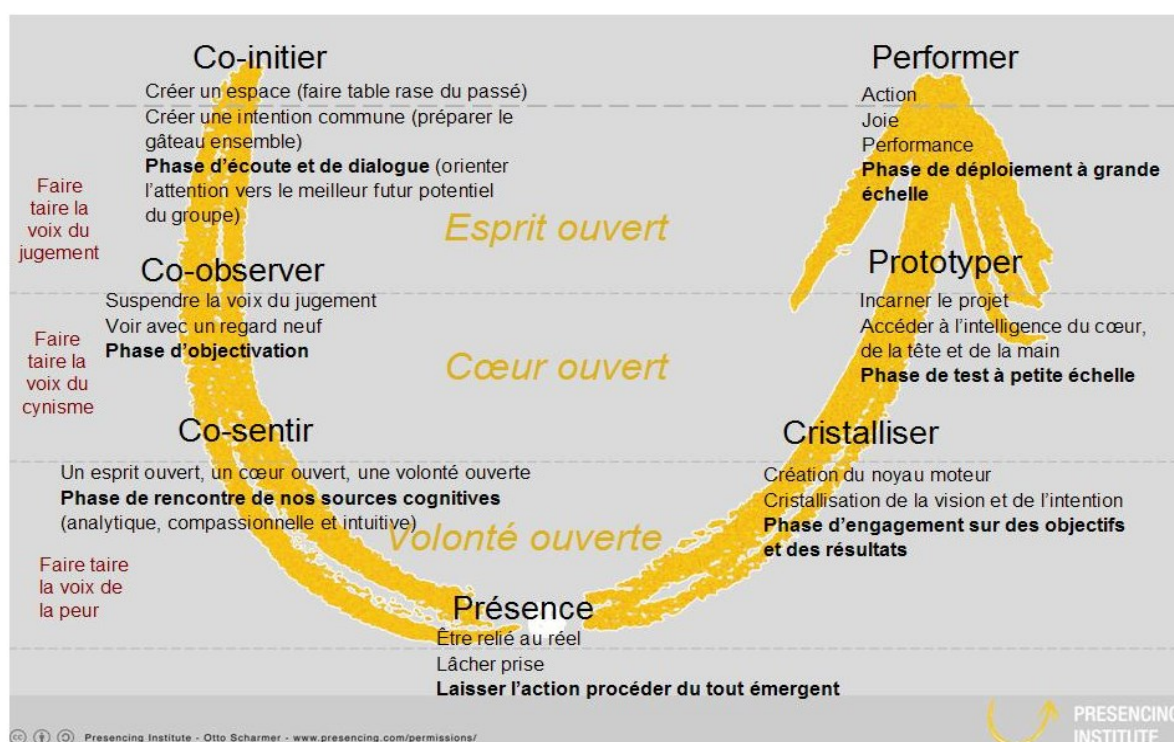 Co-initier
Créer un espace (faire table rase du passé)
Créer une intention commune (préparer le
gâteau ensemble)
Phase d'écoute et de dialogue (orienter
l'attention vers le meilleur futur potentiel
du groupe)
Faire
taire la
voix du
jugement
Esprit ouvert
Co-observer
Suspendre la voix du jugement
Voir avec un regard neuf
Phase d'objectivation
Faire
taire la
voix du
cynisme
Cœur ouvert
Co-sentir
Un esprit ouvert, un cœur ouvert, une volonté ouverte
Phase de rencontre de nos sources cognitives
(analytique, compassionnelle et intuitive)
Volonté ouverte
Faire taire
la voix de
la peur
Présence
Être relié au réel
Lâcher prise
Laisser l'action procéder du tout émergent
Cristalliser
Création du noyau moteur
Cristallisation de la vision et de l'intention
Phase d'engagement sur des objectifs
et des résultats
Prototyper
Incarner le projet
Accéder à l'intelligence du cœur,
de la tête et de la main
Phase de test à petite échelle
Performer
Action
Joie
Performance
Phase de déploiement à grande
échelle
cc Presencing Institute - Otto Scharmer - www.presencing.com/permissions/
PRESENCING
INSTITUTE